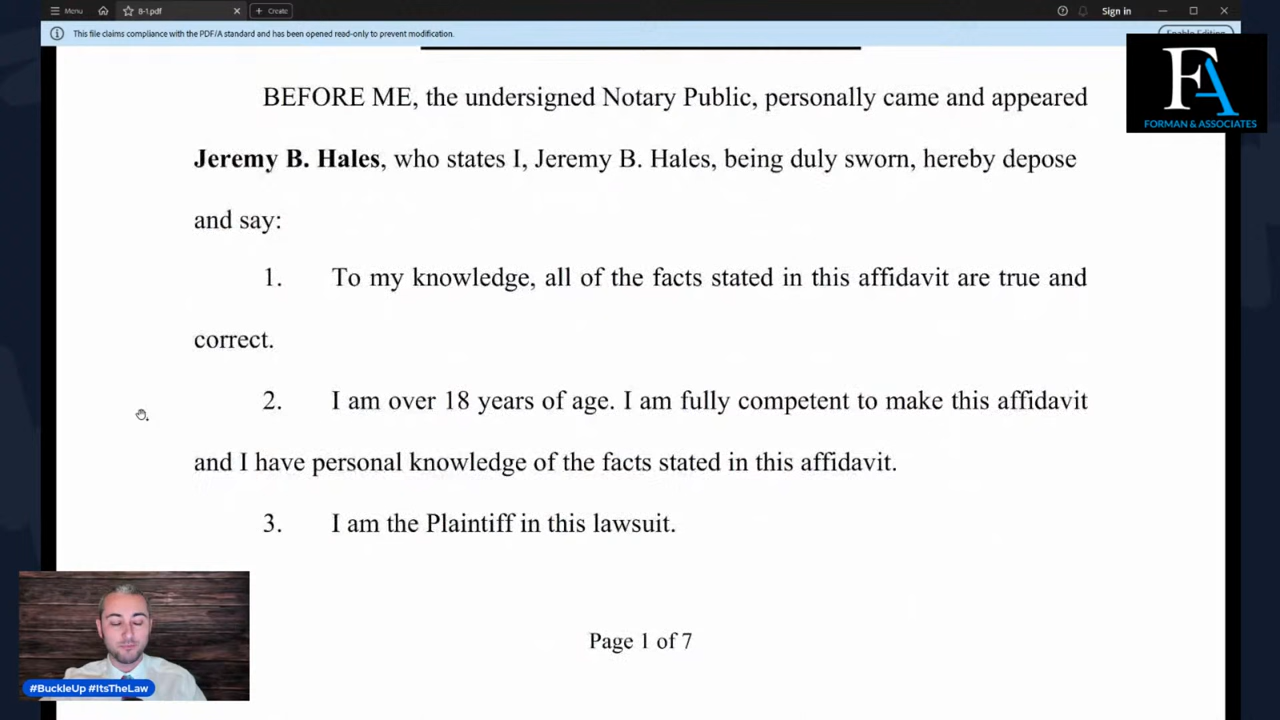 Menu
8-1.pdf
Create
Sign in
This file claims compliance with the PDF/A standard and has been opened read-only to prevent modification.
Enable Editing
FA
FORMAN & ASSOCIATES
BEFORE ME, the undersigned Notary Public, personally came and appeared
Jeremy B. Hales, who states I, Jeremy B. Hales, being duly sworn, hereby depose
and say:
1. To my knowledge, all of the facts stated in this affidavit are true and
correct.
2. I am over 18 years of age. I am fully competent to make this affidavit
and I have personal knowledge of the facts stated in this affidavit.
3. I am the Plaintiff in this lawsuit.
Page 1 of 7
#BuckleUp #ItsTheLaw